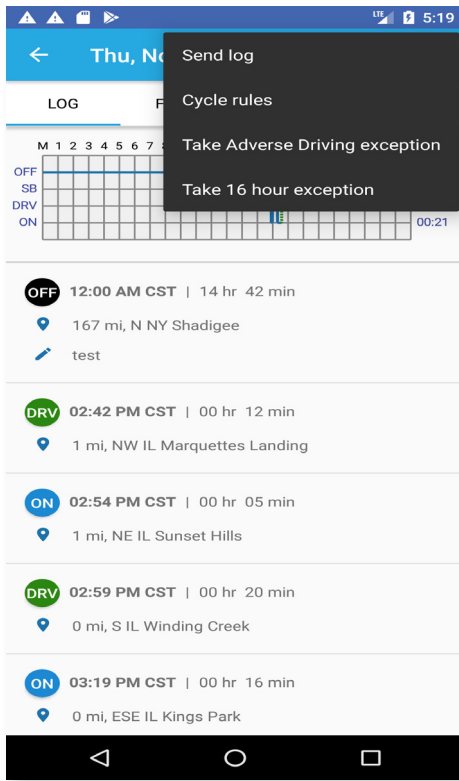 LTE 5:19
Thu, No
Send log
Cycle rules
Take Adverse Driving exception
Take 16 hour exception
LOG F
M 1 2 3 4 5 6 7 8
OFF
SB
DRV
ON 00:21
OFF 12:00 AM CST | 14 hr 42 min
167 mi, N NY Shadigee
test
DRV 02:42 PM CST | 00 hr 12 min
1 mi, NW IL Marquettes Landing
ON 02:54 PM CST | 00 hr 05 min
1 mi, NE IL Sunset Hills
DRV 02:59 PM CST | 00 hr 20 min
0 mi, S IL Winding Creek
ON 03:19 PM CST | 00 hr 16 min
0 mi, ESE IL Kings Park